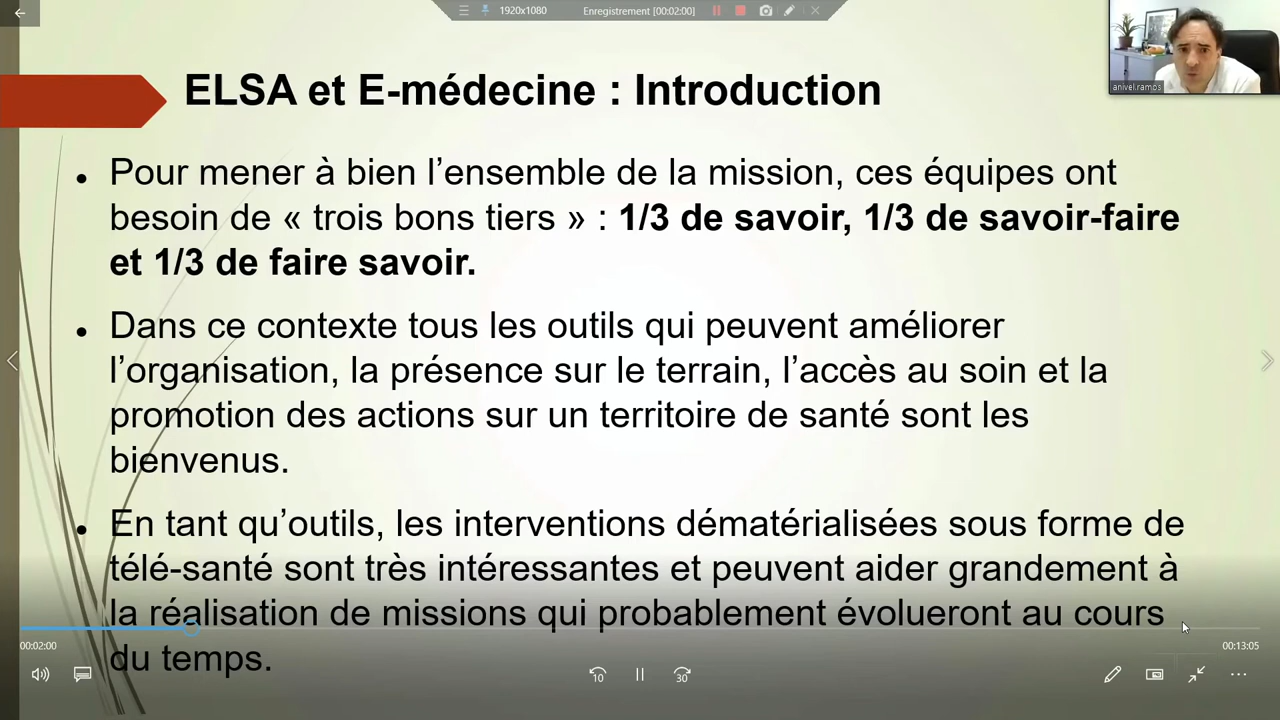 1920x1080
Enregistrement [00:02:00]
anivel.ramos
ELSA et E-médecine : Introduction
• Pour mener à bien l’ensemble de la mission, ces équipes ont
besoin de « trois bons tiers » : 1/3 de savoir, 1/3 de savoir-faire
et 1/3 de faire savoir.
• Dans ce contexte tous les outils qui peuvent améliorer
l’organisation, la présence sur le terrain, l’accès au soin et la
promotion des actions sur un territoire de santé sont les
bienvenus.
• En tant qu’outils, les interventions dématérialisées sous forme de
télé-santé sont très intéressantes et peuvent aider grandement à
la réalisation de missions qui probablement évolueront au cours
du temps.
00:02:00
00:13:05
10
30